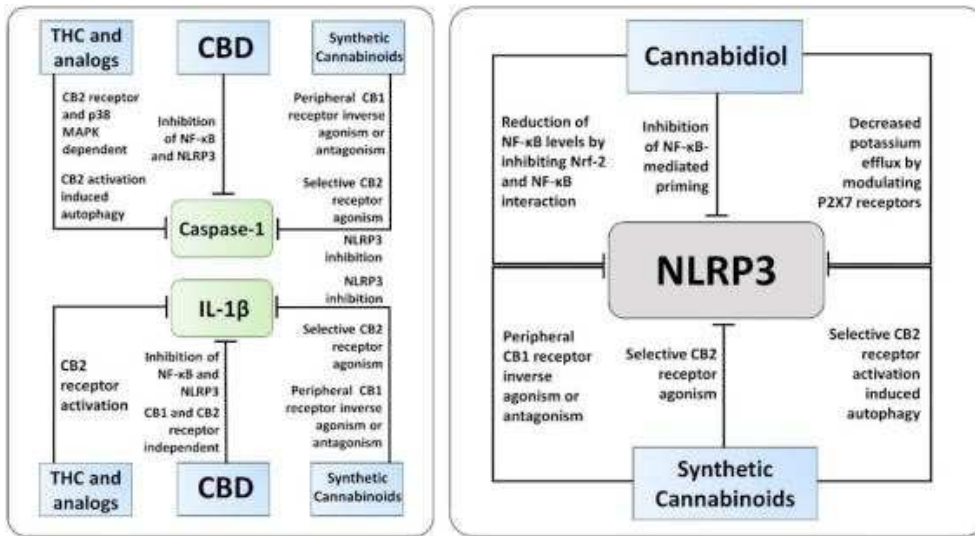 THC and
analogs
CBD
Synthetic
Cannabinoids
CB2 receptor
and p38
MAPK
dependent
CB2 activation
induced
autophagy
Inhibition
of NF-κB
and NLRP3
Peripheral CB1
receptor inverse
agonism or
antagonism
Selective CB2
receptor
agonism
NLRP3
inhibition
Caspase-1
IL-1β
NLRP3
inhibition
Selective CB2
receptor
agonism
Peripheral CB1
receptor inverse
agonism or
antagonism
CB2
receptor
activation
Inhibition of
NF-κB and
NLRP3
CB1 and CB2
receptor
independent
THC and
analogs
CBD
Synthetic
Cannabinoids
Cannabidiol
Reduction of
NF-κB levels by
inhibiting Nrf-2
and NF-κB
interaction
Inhibition
of NF-κB-
mediated
priming
Decreased
potassium
efflux by
modulating
P2X7 receptors
NLRP3
Peripheral
CB1 receptor
inverse
agonism or
antagonism
Selective CB2
receptor
agonism
Selective CB2
receptor
activation
induced
autophagy
Synthetic
Cannabinoids